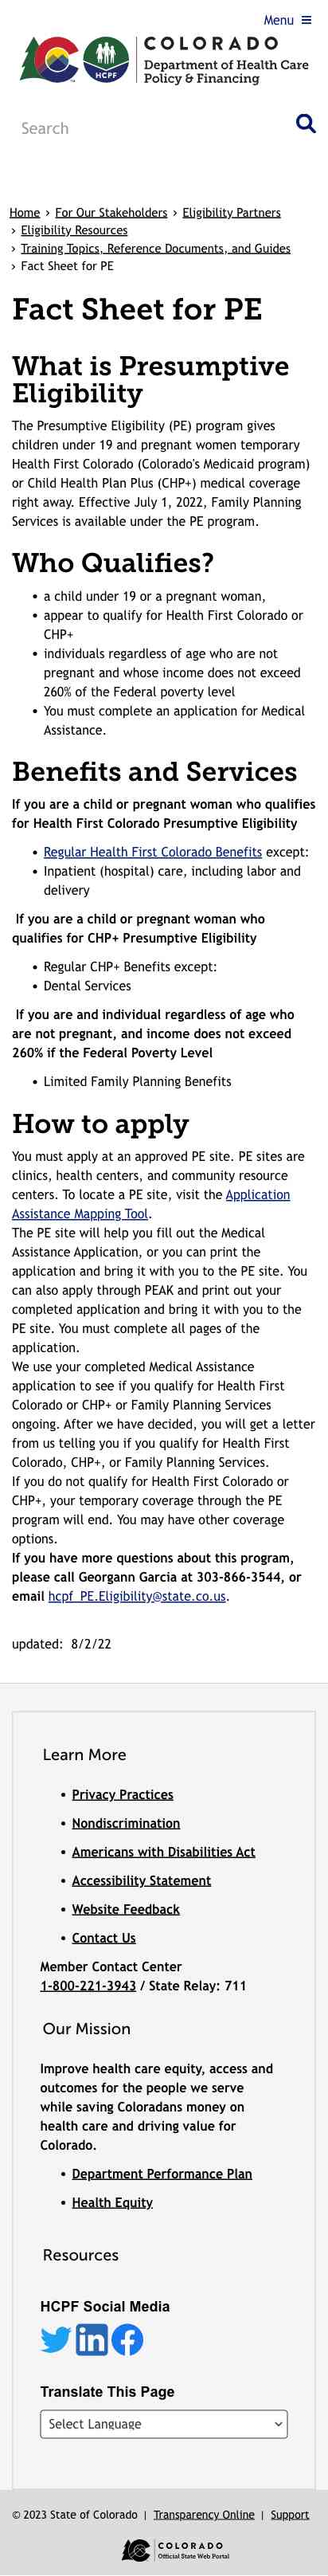 Menu ≡
HCPF
COLORADO
Department of Health Care
Policy & Financing
Search
Home › For Our Stakeholders › Eligibility Partners
› Eligibility Resources
› Training Topics, Reference Documents, and Guides
› Fact Sheet for PE
Fact Sheet for PE
What is Presumptive
Eligibility
The Presumptive Eligibility (PE) program gives
children under 19 and pregnant women temporary
Health First Colorado (Colorado's Medicaid program)
or Child Health Plan Plus (CHP+) medical coverage
right away. Effective July 1, 2022, Family Planning
Services is available under the PE program.
Who Qualifies?
• a child under 19 or a pregnant woman,
• appear to qualify for Health First Colorado or
CHP+
• individuals regardless of age who are not
pregnant and whose income does not exceed
260% of the Federal poverty level
• You must complete an application for Medical
Assistance.
Benefits and Services
If you are a child or pregnant woman who qualifies
for Health First Colorado Presumptive Eligibility
• Regular Health First Colorado Benefits except:
• Inpatient (hospital) care, including labor and
delivery
If you are a child or pregnant woman who
qualifies for CHP+ Presumptive Eligibility
• Regular CHP+ Benefits except:
• Dental Services
If you are and individual regardless of age who
are not pregnant, and income does not exceed
260% if the Federal Poverty Level
• Limited Family Planning Benefits
How to apply
You must apply at an approved PE site. PE sites are
clinics, health centers, and community resource
centers. To locate a PE site, visit the Application
Assistance Mapping Tool.
The PE site will help you fill out the Medical
Assistance Application, or you can print the
application and bring it with you to the PE site. You
can also apply through PEAK and print out your
completed application and bring it with you to the
PE site. You must complete all pages of the
application.
We use your completed Medical Assistance
application to see if you qualify for Health First
Colorado or CHP+ or Family Planning Services
ongoing. After we have decided, you will get a letter
from us telling you if you qualify for Health First
Colorado, CHP+, or Family Planning Services.
If you do not qualify for Health First Colorado or
CHP+, your temporary coverage through the PE
program will end. You may have other coverage
options.
If you have more questions about this program,
please call Georgann Garcia at 303-866-3544, or
email hcpf_PE.Eligibility@state.co.us.
updated: 8/2/22
Learn More
• Privacy Practices
• Nondiscrimination
• Americans with Disabilities Act
• Accessibility Statement
• Website Feedback
• Contact Us
Member Contact Center
1-800-221-3943 / State Relay: 711
Our Mission
Improve health care equity, access and
outcomes for the people we serve
while saving Coloradans money on
health care and driving value for
Colorado.
• Department Performance Plan
• Health Equity
Resources
HCPF Social Media
Translate This Page
Select Language
© 2023 State of Colorado | Transparency Online | Support
COLORADO
Official State Web Portal